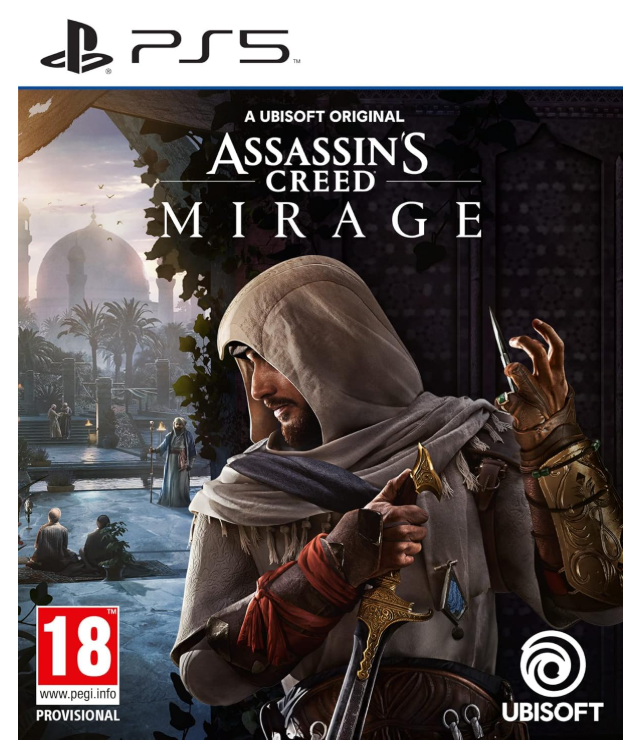 PS5
A UBISOFT ORIGINAL
ASSASSIN'S
CREED
MIRAGE
18
www.pegi.info
PROVISIONAL
UBISOFT